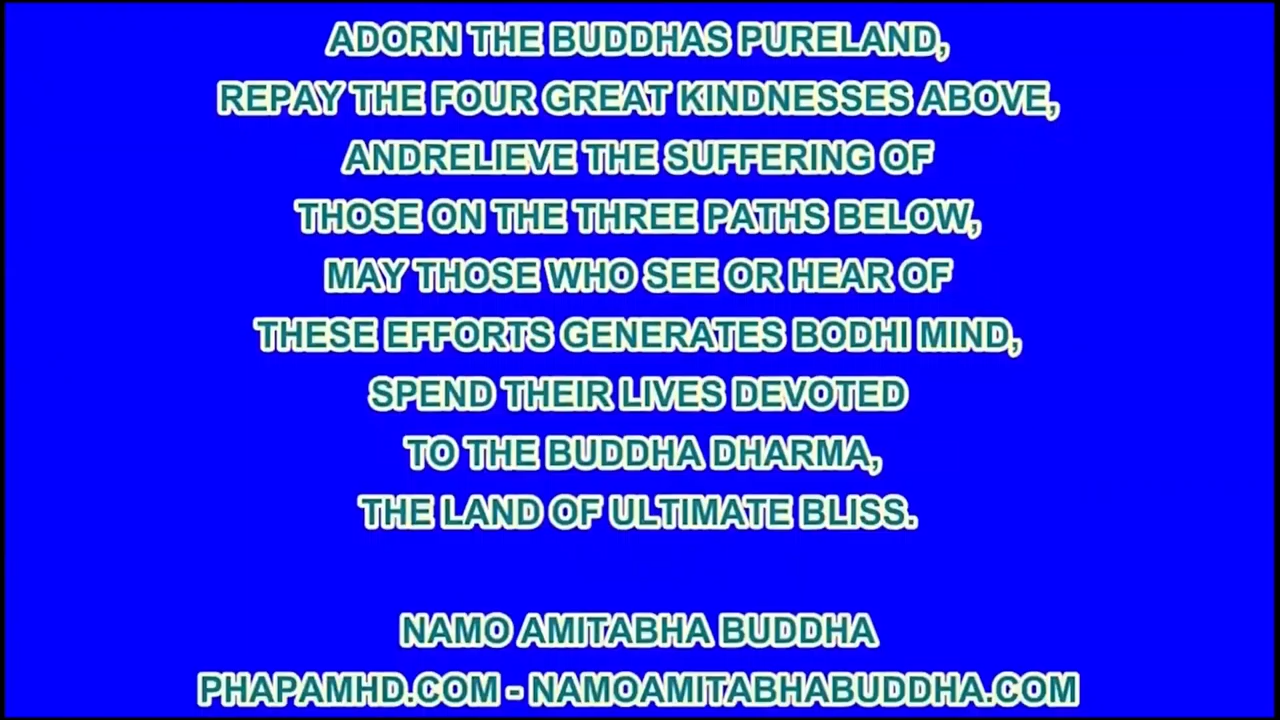 ADORN THE BUDDHAS PURELAND,
REPAY THE FOUR GREAT KINDNESSES ABOVE,
ANDRELIEVE THE SUFFERING OF
THOSE ON THE THREE PATHS BELOW,
MAY THOSE WHO SEE OR HEAR OF
THESE EFFORTS GENERATES BODHI MIND,
SPEND THEIR LIVES DEVOTED
TO THE BUDDHA DHARMA,
THE LAND OF ULTIMATE BLISS.
NAMO AMITABHA BUDDHA
PHAPAMHD.COM - NAMOAMITABHABUDDHA.COM